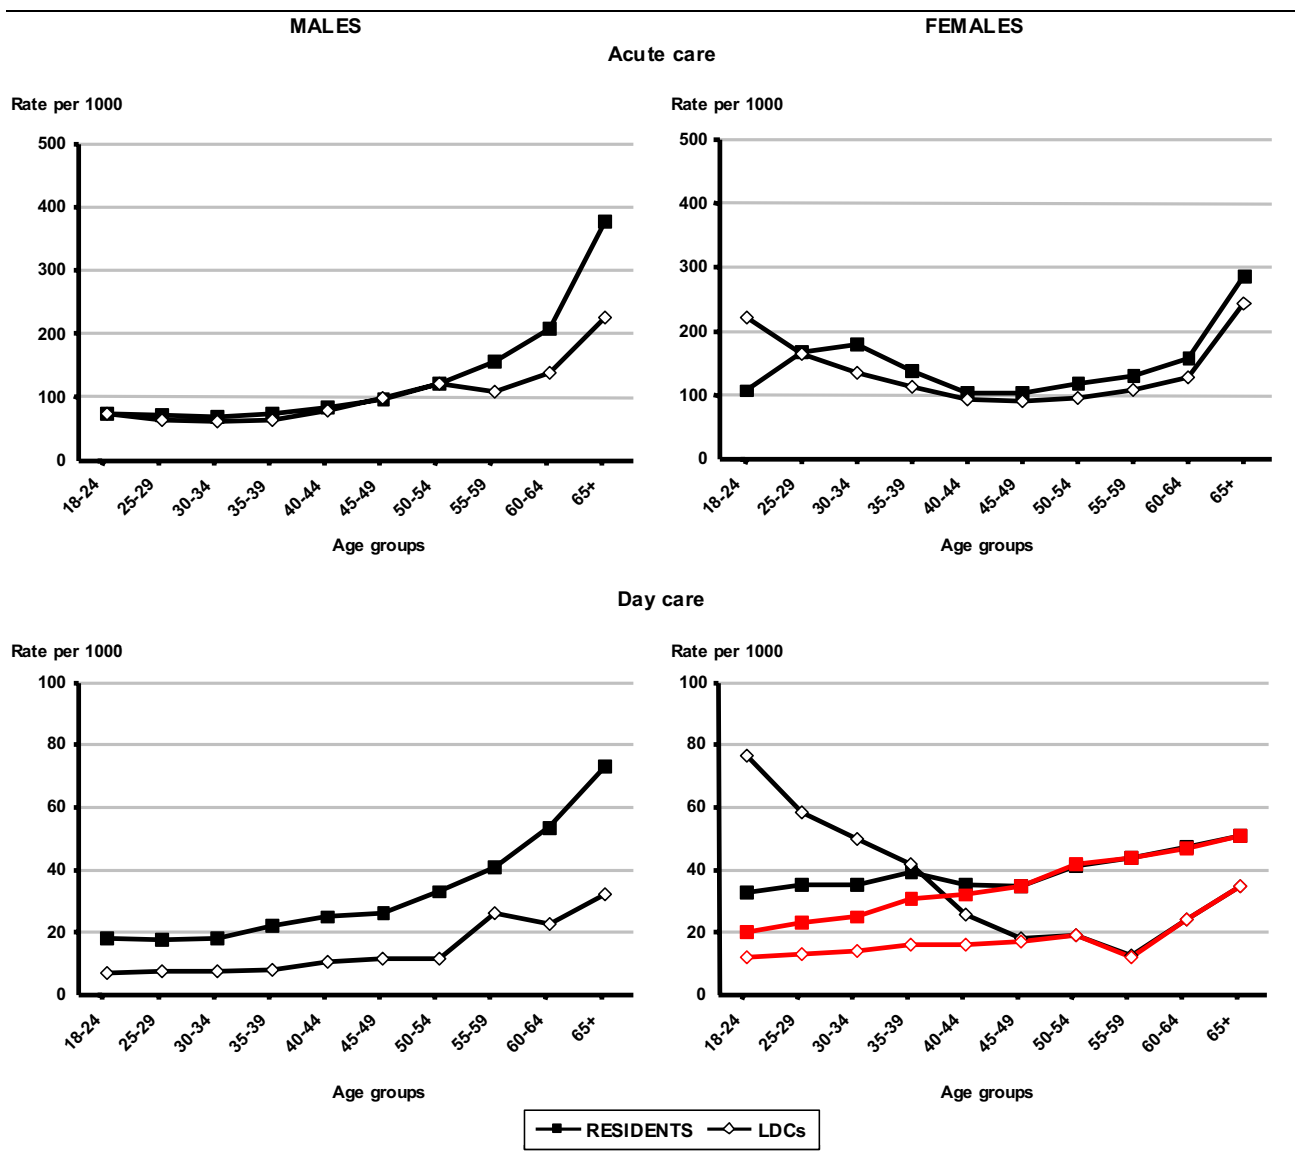 MALES FEMALES
Acute care
Rate per 1000 Rate per 1000
500
400
300
200
100
0
18-24 25-29 30-34 35-39 40-44 45-49 50-54 55-59 60-64 65+
Age groups
500
400
300
200
100
0
18-24 25-29 30-34 35-39 40-44 45-49 50-54 55-59 60-64 65+
Age groups
Day care
Rate per 1000 Rate per 1000
100
80
60
40
20
0
18-24 25-29 30-34 35-39 40-44 45-49 50-54 55-59 60-64 65+
Age groups
100
80
60
40
20
0
18-24 25-29 30-34 35-39 40-44 45-49 50-54 55-59 60-64 65+
Age groups
RESIDENTS LDCs